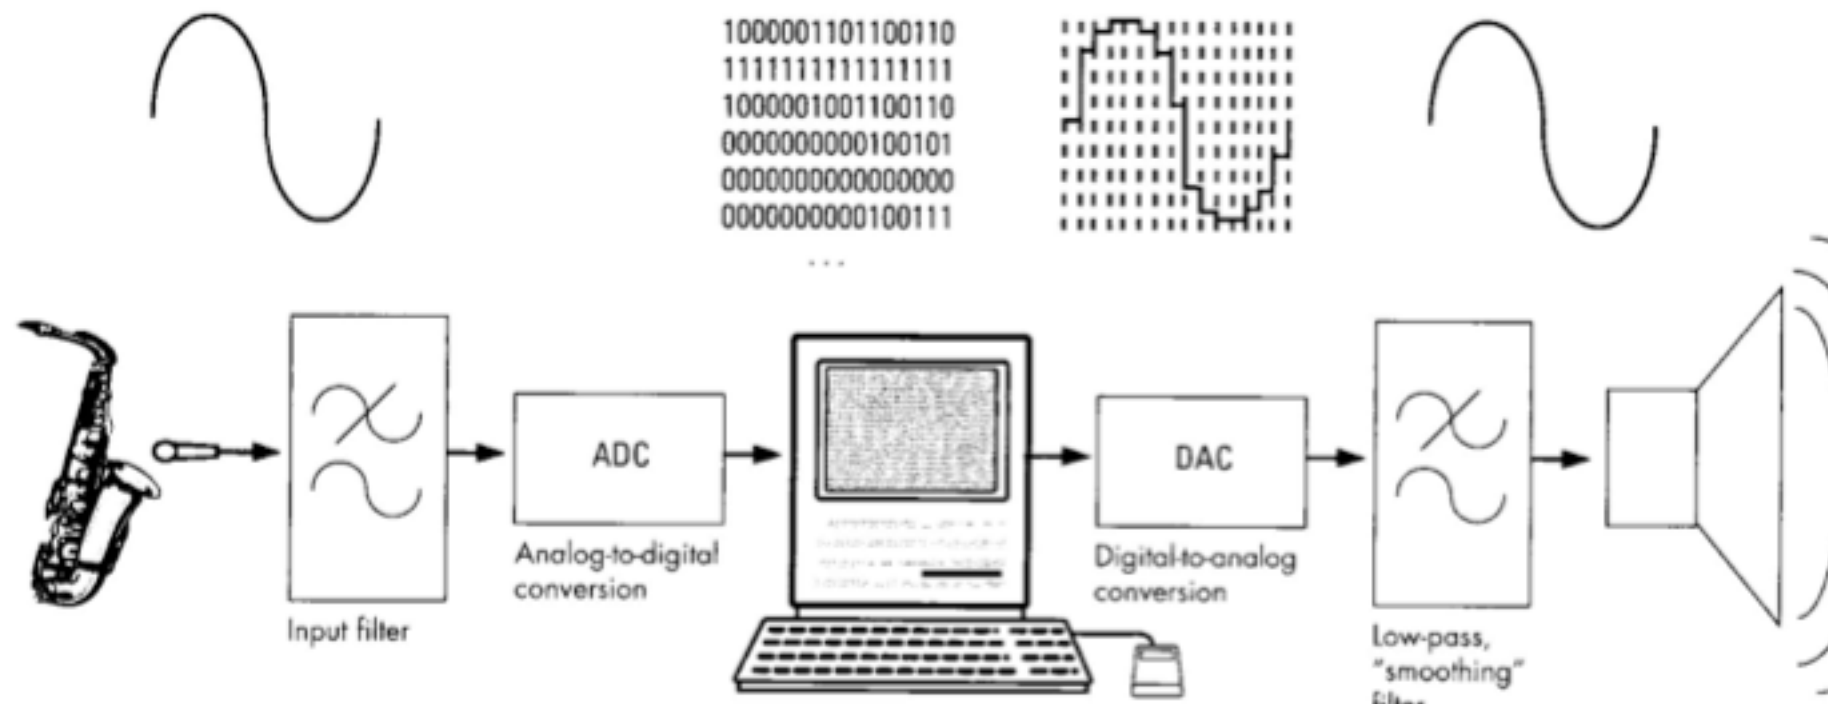 1000001101100110
1111111111111111
1000001001100110
0000000000100101
0000000000000000
0000000000100111
...
ADC
DAC
Analog-to-digital
conversion
Digital-to-analog
conversion
Input filter
Low-pass,
"smoothing"
filter